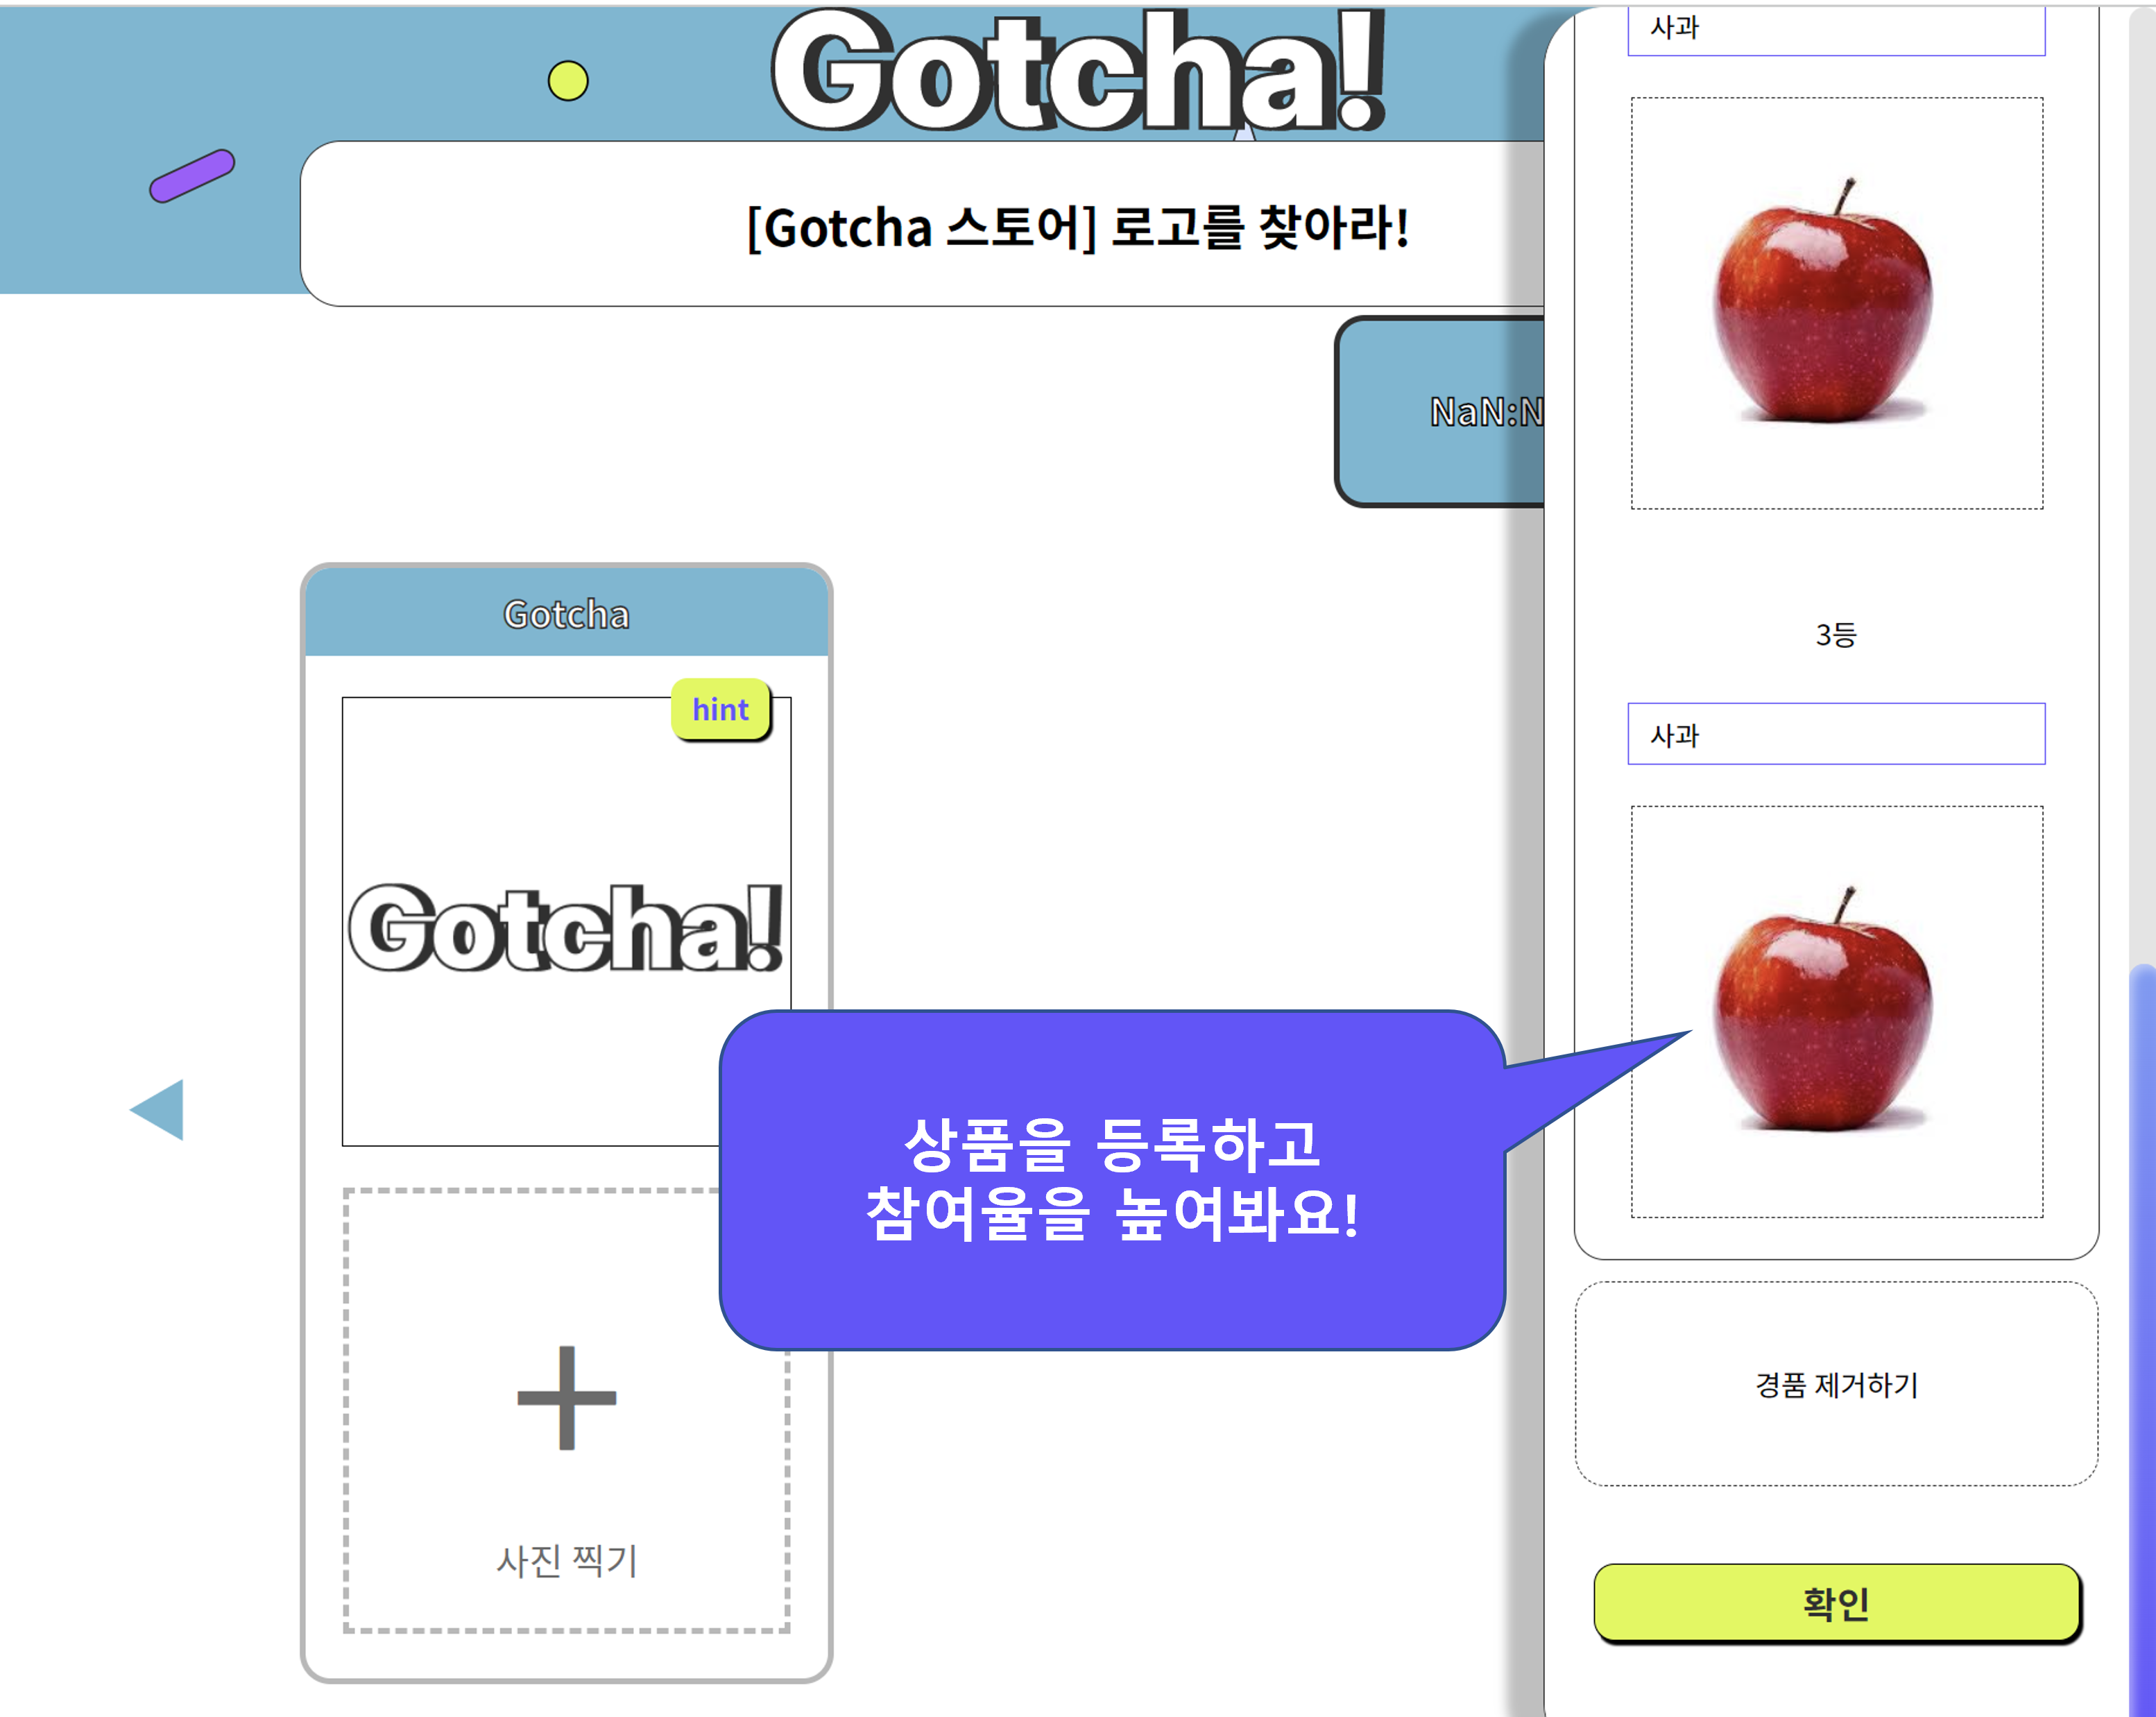 Gotcha!
[Gotcha 스토어] 로고를 찾아라!
NaN:N
Gotcha
hint
Gotcha!
사진 찍기
상품을 등록하고
참여율을 높여봐요!
사과
3등
사과
경품 제거하기
확인